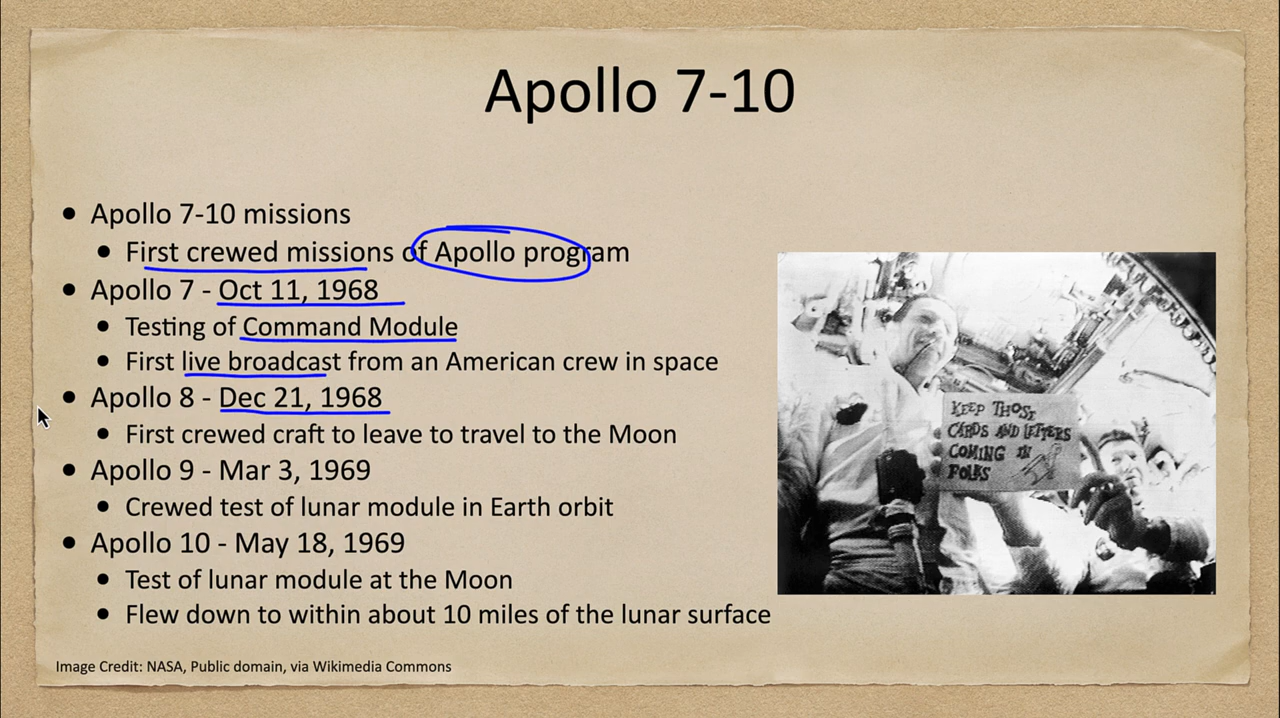 Apollo 7-10
• Apollo 7-10 missions
• First crewed missions of Apollo program
• Apollo 7 - Oct 11, 1968
• Testing of Command Module
• First live broadcast from an American crew in space
• Apollo 8 - Dec 21, 1968
• First crewed craft to leave to travel to the Moon
• Apollo 9 - Mar 3, 1969
• Crewed test of lunar module in Earth orbit
• Apollo 10 - May 18, 1969
• Test of lunar module at the Moon
• Flew down to within about 10 miles of the lunar surface
KEEP THOSE
CARDS AND LETTERS
COMING IN
FOLKS
Image Credit: NASA, Public domain, via Wikimedia Commons